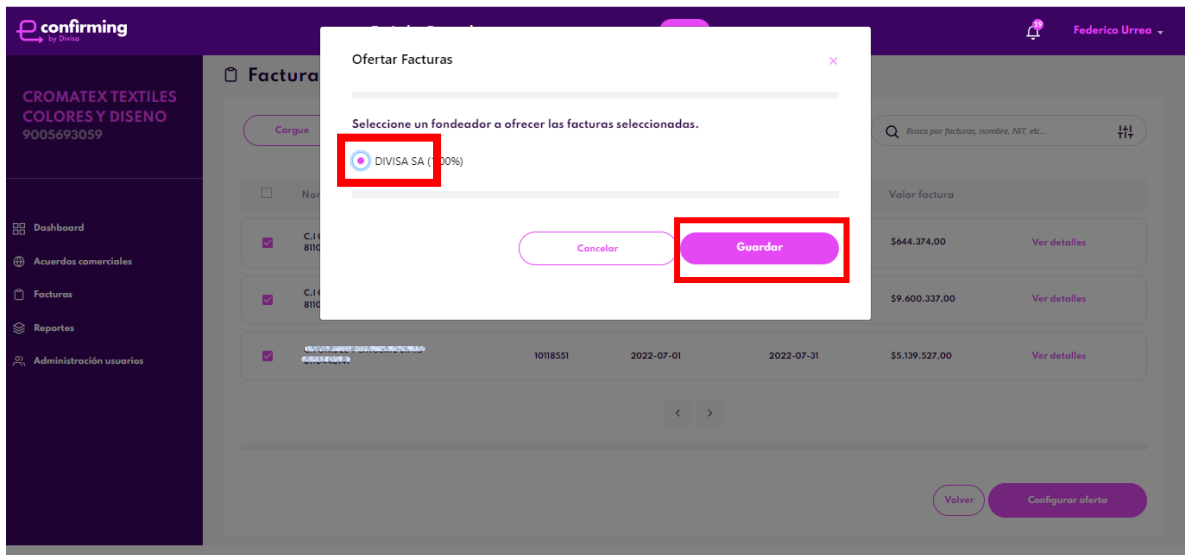 confirming
by Divisa
19
Federico Urrea
Ofertar Facturas
×
CROMATEX TEXTILES
COLORES Y DISENO
9005693059
Factura
Cargue
Seleccione un fondeador a ofrecer las facturas seleccionadas.
Busca por facturas, nombre, NIT, etc...
DIVISA SA
Valor factura
Dashboard
Acuerdos comerciales
Facturas
Reportes
Administración usuarios
Cancelar
Guardar
$644.374,00
Ver detalles
$9.600.337,00
Ver detalles
10118551
2022-07-01
2022-07-31
$5.139.527,00
Ver detalles
< >
Volver
Configurar oferta